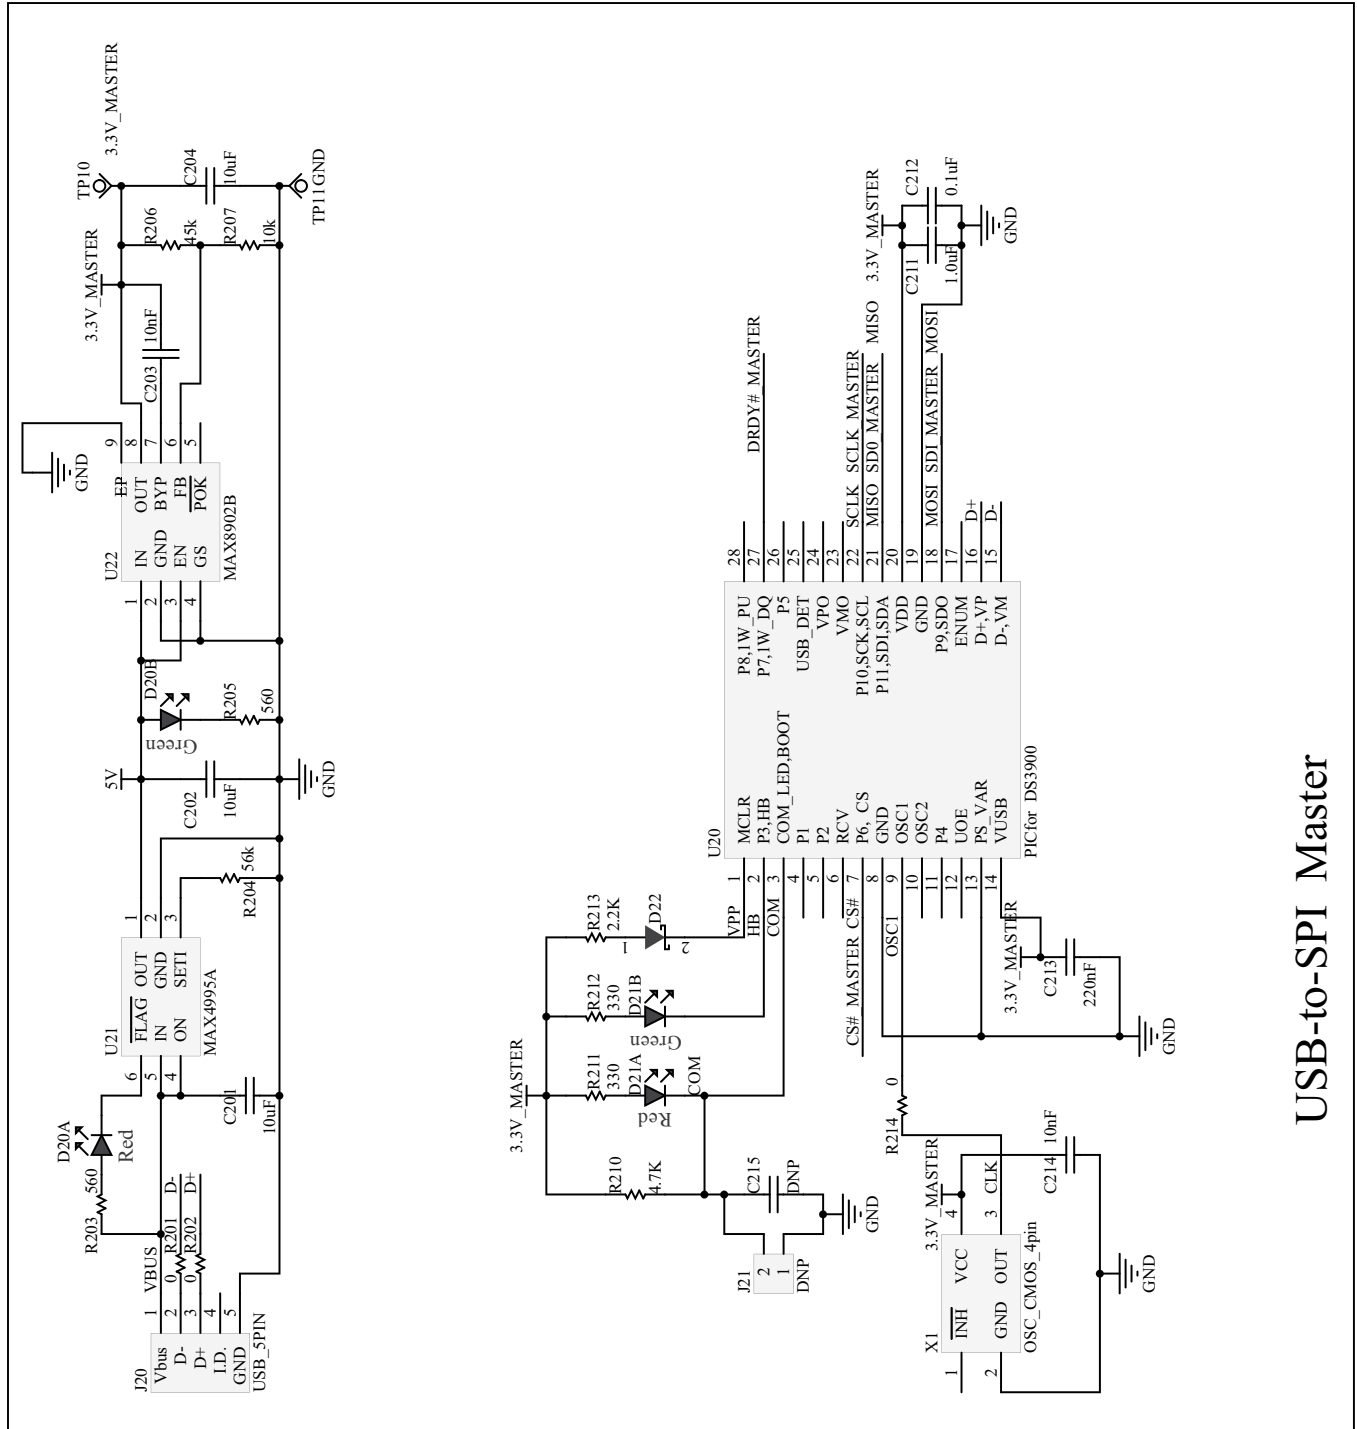 J20
Vbus
D-
D+
I.D.
GND
USB_5PIN
1
2
3
4
5
VBUS
0 R201 D-
0 R202 D+
R203
560
D20A
Red
C201
10uF
U21
FLAG
IN
ON
OUT
GND
SETI
MAX4995A
6
5
4
1
2
3
R204
56k
5V
C202
10uF
GND
D20B
Green
R205
560
U22
IN
GND
EN
GS
EP
OUT
BYP
FB
POK
MAX8902B
1
2
3
4
9
8
7
6
5
GND
C203
10nF
3.3V_MASTER
R206
45k
R207
10k
TP10
3.3V_MASTER
C204
10uF
TP11 GND
3.3V_MASTER
R210
4.7K
R211
330
D21A
Red
COM
R212
330
D21B
Green
R213
2.2K
1
D22
2
J21
2
1
DNP
C215
DNP
GND
VPP
HB
COM
CS#_MASTER CS#
OSC1
1
2
3
4
5
6
7
8
9
10
11
12
13
14
U20
MCLR
P3,HB
COM_LED,BOOT
P1
P2
RCV
P6, CS
GND
OSC1
OSC2
P4
UOE
PS_VAR
VUSB
P8,1W_PU
P7,1W_DQ
P5
USB_DET
VPO
VMO
P10,SCK,SCL
P11,SDI,SDA
VDD
GND
P9,SDO
ENUM
D+,VP
D-,VM
PICfor DS3900
28
27
26
25
24
23
22
21
20
19
18
17
16
15
DRDY#_MASTER
SCLK SCLK_MASTER
MISO SD0_MASTER MISO
MOSI SDI_MASTER MOSI
D+
D-
3.3V_MASTER
C211
1.0uF
C212
0.1uF
GND
3.3V_MASTER
C213
220nF
GND
R214
0
X1
INH
GND
VCC
OUT
OSC_CMOS_4pin
1
2
4
3
3.3V_MASTER
CLK
C214
10nF
GND
USB-to-SPI Master